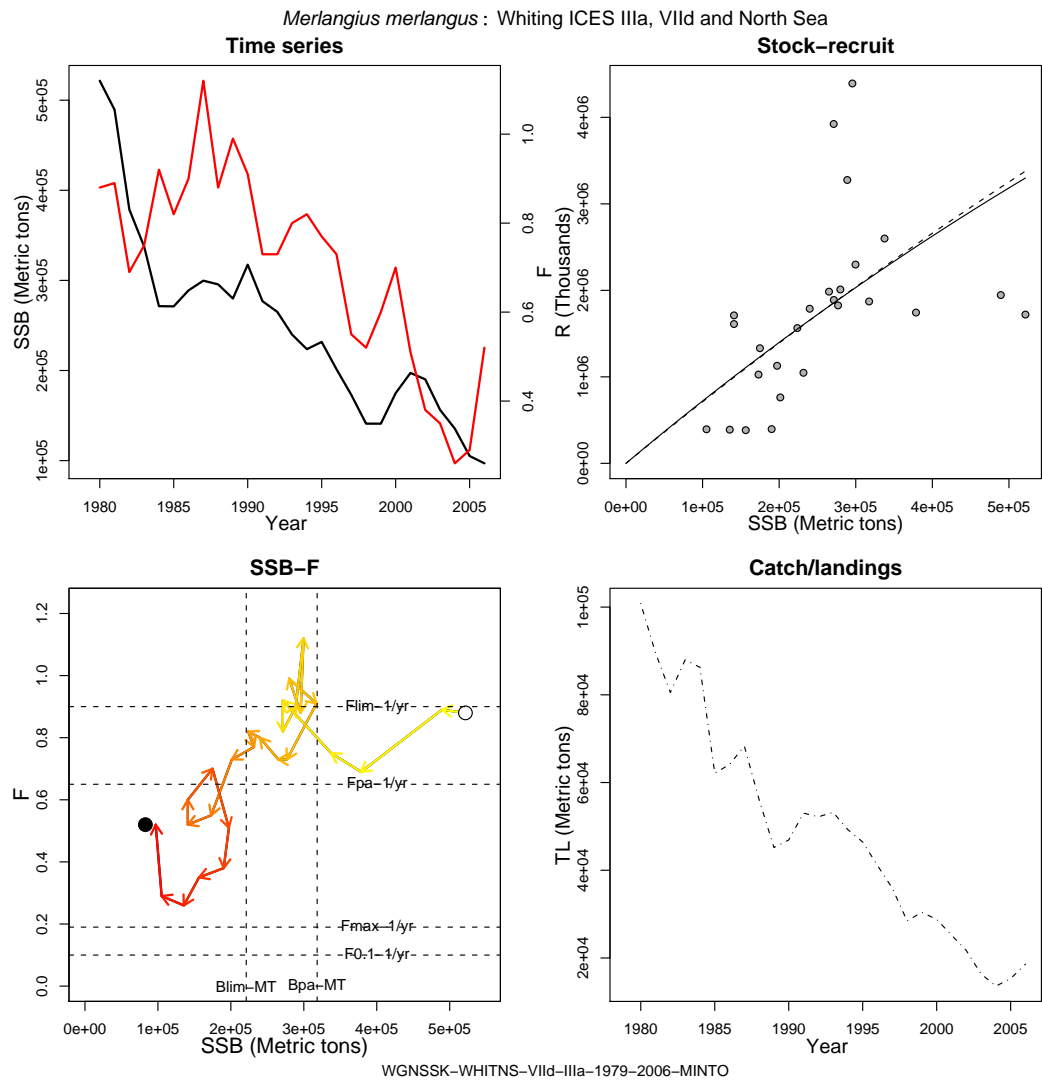 Merlangius merlangus : Whiting ICES IIIa, VIId and North Sea
Time series
SSB (Metric tons)
1e+05 2e+05 3e+05 4e+05 5e+05
0.4 0.6 0.8 1.0
F
1980 1985 1990 1995 2000 2005
Year
Stock−recruit
R (Thousands)
0e+00 1e+06 2e+06 3e+06 4e+06
0e+00 1e+05 2e+05 3e+05 4e+05 5e+05
SSB (Metric tons)
SSB−F
F
0.0 0.2 0.4 0.6 0.8 1.0 1.2
Flim−1/yr
Fpa−1/yr
Fmax−1/yr
F0.1−1/yr
Blim−MT
Bpa−MT
0e+00 1e+05 2e+05 3e+05 4e+05 5e+05
SSB (Metric tons)
Catch/landings
TL (Metric tons)
2e+04 4e+04 6e+04 8e+04 1e+05
1980 1985 1990 1995 2000 2005
Year
WGNSSK−WHITNS−VIId−IIIa−1979−2006−MINTO